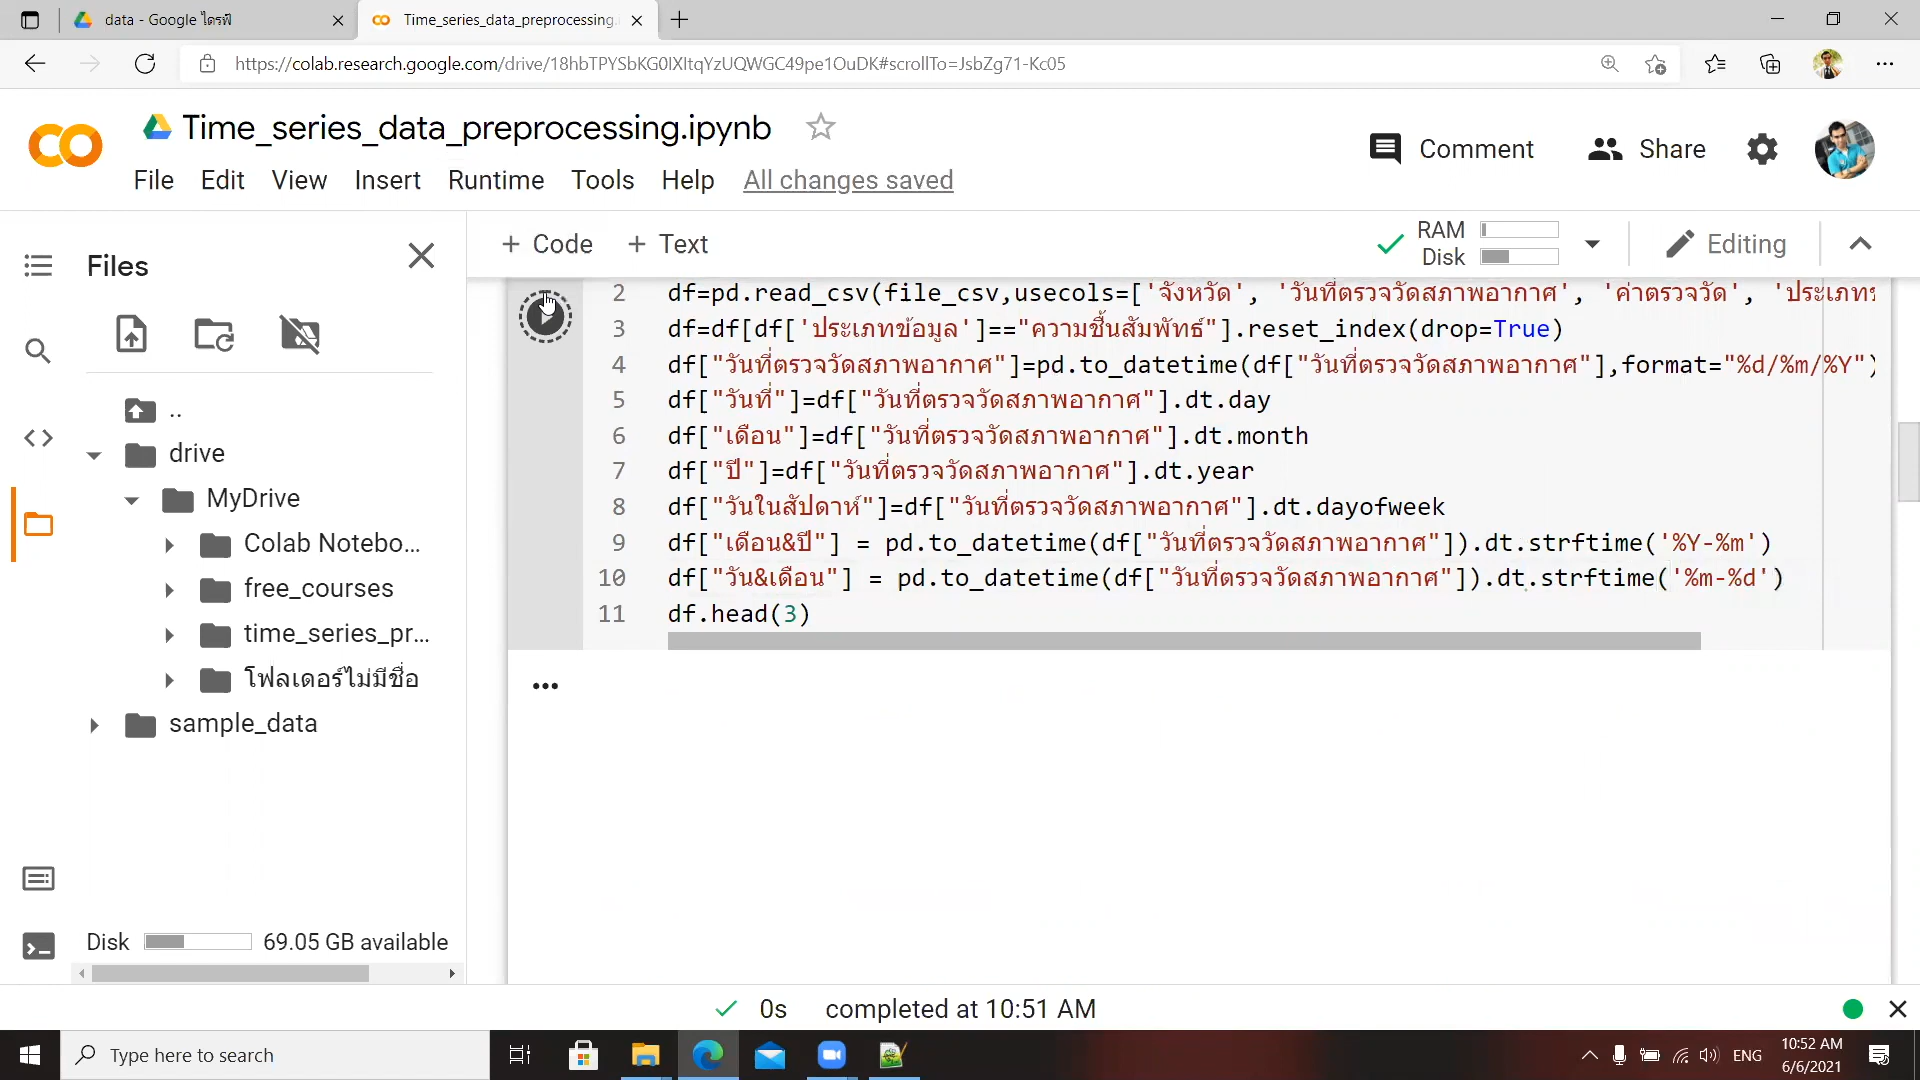 data - Google ไดรฟ์
Time_series_data_preprocessing.
https://colab.research.google.com/drive/18hbTPYSbKG0IXItqYzUQWGC49pe1OuDK#scrollTo=JsbZg71-Kc05
Time_series_data_preprocessing.ipynb
Comment
Share
File Edit View Insert Runtime Tools Help All changes saved
Files
+ Code + Text
RAM
Disk
Editing
2 df=pd.read_csv(file_csv,usecols=['จังหวัด', 'วันที่ตรวจวัดสภาพอากาศ', 'ค่าตรวจวัด',
3 df=df[df['ประเภทข้อมูล']=="ความชื้นสัมพัทธ์"].reset_index(drop=True)
4 df["วันที่ตรวจวัดสภาพอากาศ"]=pd.to_datetime(df["วันที่ตรวจวัดสภาพอากาศ"],format="%d/%m/%Y")
5 df["วันที่"]=df["วันที่ตรวจวัดสภาพอากาศ"].dt.day
6 df["เดือน"]=df["วันที่ตรวจวัดสภาพอากาศ"].dt.month
7 df["ปี"]=df["วันที่ตรวจวัดสภาพอากาศ"].dt.year
8 df["วันในสัปดาห์"]=df["วันที่ตรวจวัดสภาพอากาศ"].dt.dayofweek
9 df["เดือน&ปี"] = pd.to_datetime(df["วันที่ตรวจวัดสภาพอากาศ"]).dt.strftime('%Y-%m')
10 df["วัน&เดือน"] = pd.to_datetime(df["วันที่ตรวจวัดสภาพอากาศ"]).dt.strftime('%m-%d')
11 df.head(3)
..
drive
MyDrive
Colab Notebo...
free_courses
time_series_pr...
โฟลเดอร์ไม่มีชื่อ
sample_data
Disk 69.05 GB available
0s completed at 10:51 AM
Type here to search
ENG
10:52 AM
6/6/2021